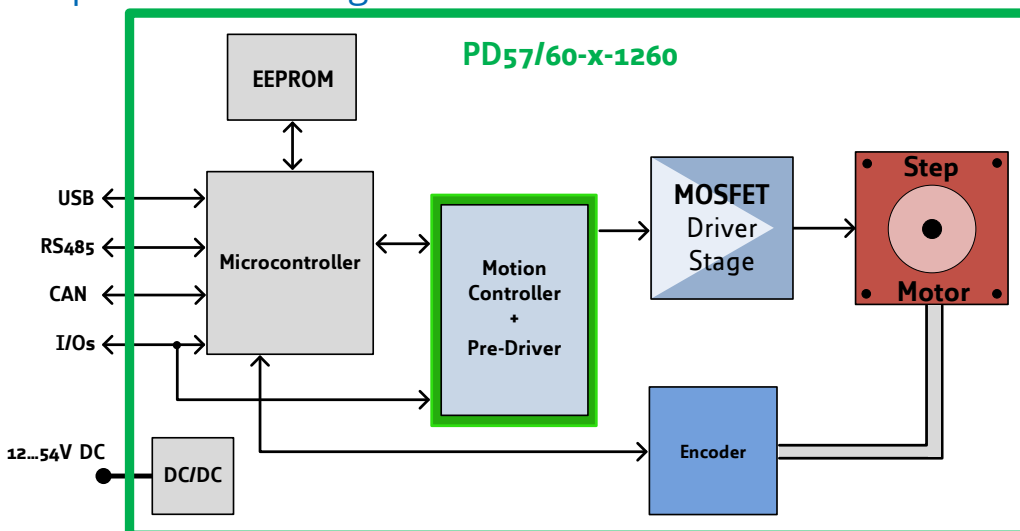 PD57/60-x-1260
EEPROM
USB
RS485
CAN
I/Os
Microcontroller
Motion
Controller
+
Pre-Driver
MOSFET
Driver
Stage
Step
Motor
Encoder
12...54V DC
DC/DC